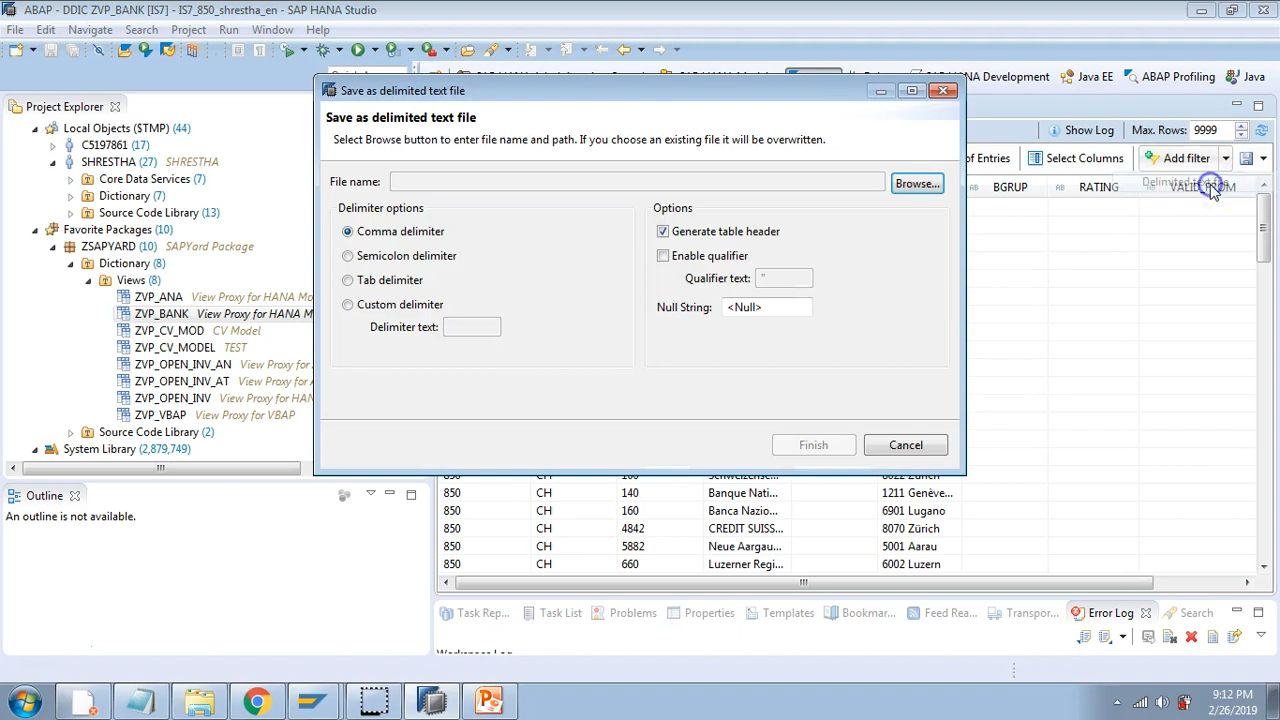 ABAP - DDIC ZVP_BANK [IS7] - IS7_850_shrestha_en - SAP HANA Studio
File Edit Navigate Search Project Run Window Help
HANA Development Java EE ABAP Profiling Java
Project Explorer
Local Objects ($TMP) (44)
C5197861 (17)
SHRESTHA (27) SHRESTHA
Core Data Services (7)
Dictionary (7)
Source Code Library (13)
Favorite Packages (10)
ZSAPYARD (10) SAPYard Package
Dictionary (8)
Views (8)
ZVP_ANA View Proxy for HANA Mo
ZVP_BANK View Proxy for HANA M
ZVP_CV_MOD CV Model
ZVP_CV_MODEL TEST
ZVP_OPEN_INV_AN View
ZVP_OPEN_INV_AT View
ZVP_OPEN_INV View Proxy
ZVP_VBAP View Proxy for VBAP
Source Code Library (2)
System Library (2,879,749)
Outline
An outline is not available.
Save as delimited text file
Save as delimited text file
Select Browse button to enter file name and path. If you choose an existing file it will be overwritten.
File name: Browse...
Delimiter options
Comma delimiter
Semicolon delimiter
Tab delimiter
Custom delimiter
Delimiter text:
Options
Generate table header
Enable qualifier
Qualifier text: "
Null String: <Null>
Finish Cancel
Show Log Max. Rows: 9999
of Entries Select Columns Add filter
BGRUP RATING
850 CH 140 Banque Nati... 1211 Genève...
850 CH 160 Banca Nazio... 6901 Lugano
850 CH 4842 CREDIT SUISS... 8070 Zürich
850 CH 5882 Neue Aargau... 5001 Aarau
850 CH 660 Luzerner Regi... 6002 Luzern
Task Rep... Task List Problems Properties Templates Bookmar... Feed Rea... Transpor... Error Log Search
Workspace Log
9:12 PM
2/26/2019